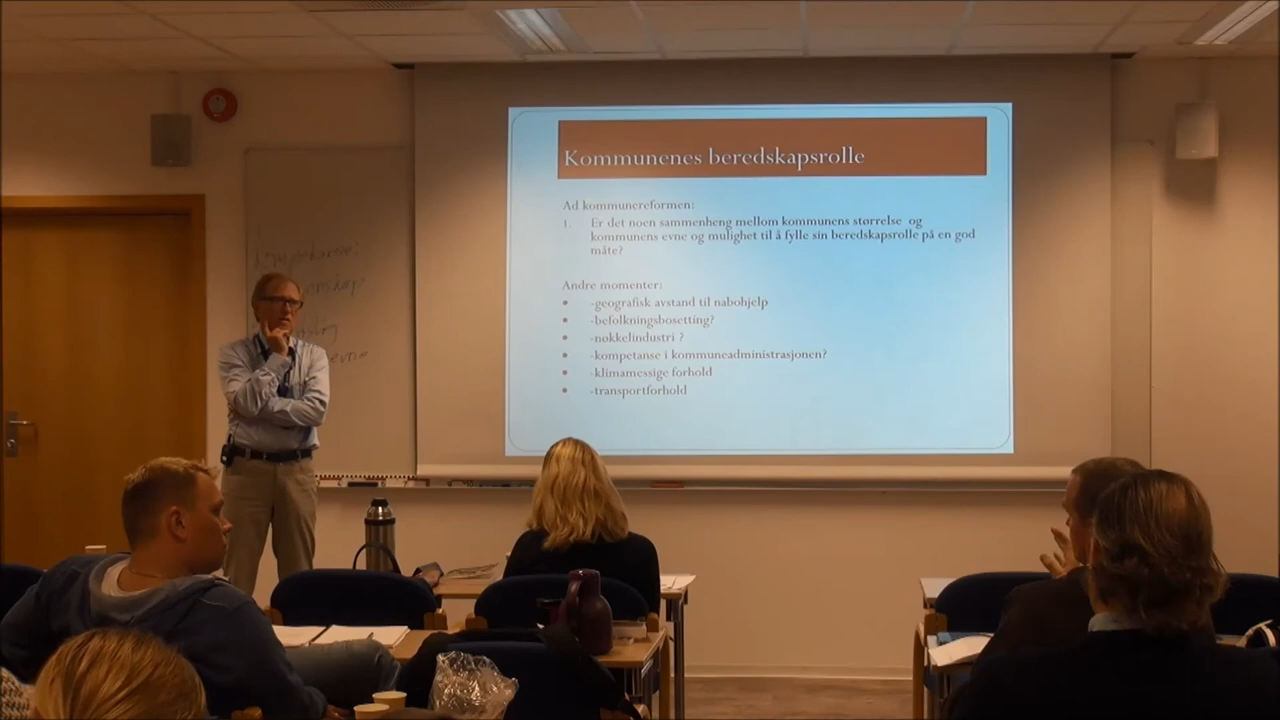 Kommunenes beredskapsrolle
Ad kommunereformen:
1. Er det noen sammenheng mellom kommunens størrelse og
kommunens evne og mulighet til å fylle sin beredskapsrolle på en god
måte?
Andre momenter:
• -geografisk avstand til nabohjelp
• -befolkningsbosetting?
• -nøkkelindustri ?
• -kompetanse i kommuneadministrasjonen?
• -klimamessige forhold
• -transportforhold